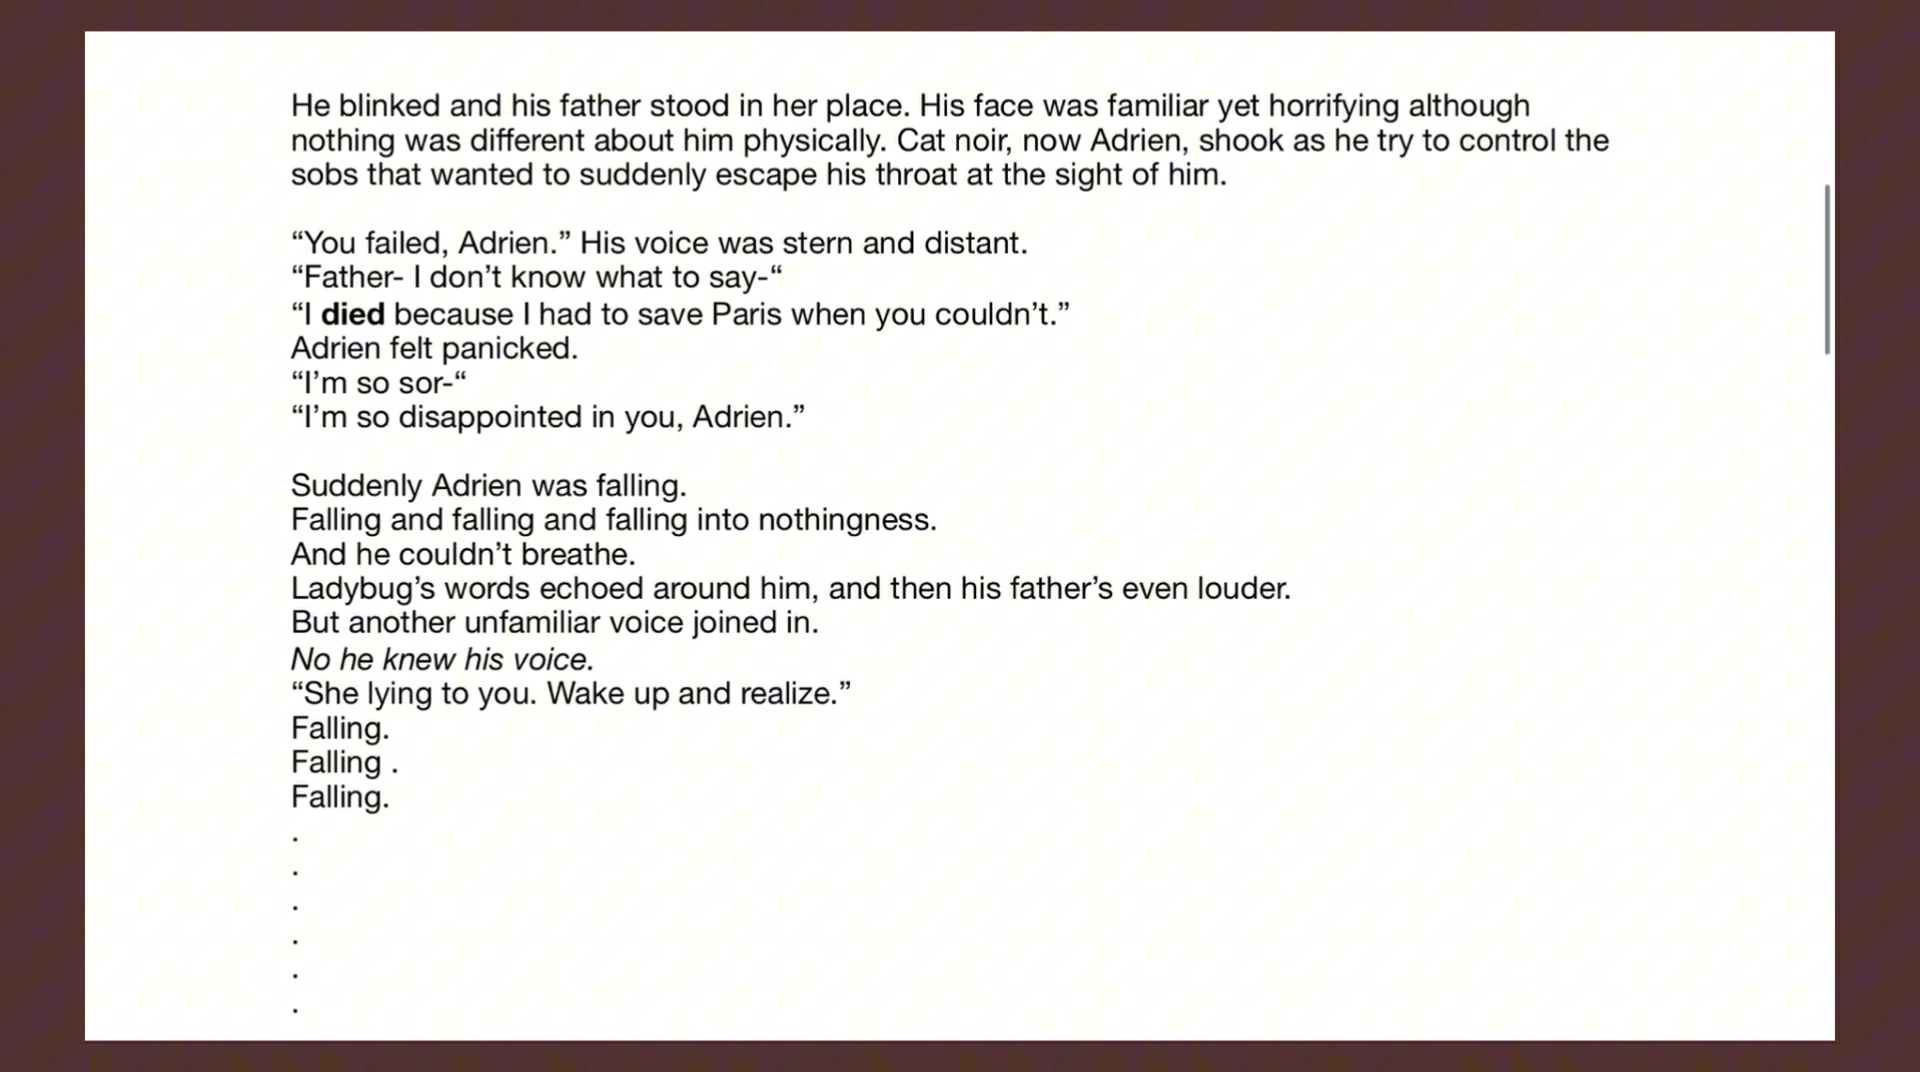 He blinked and his father stood in her place. His face was familiar yet horrifying although
nothing was different about him physically. Cat noir, now Adrien, shook as he try to control the
sobs that wanted to suddenly escape his throat at the sight of him.
“You failed, Adrien.” His voice was stern and distant.
“Father- I don’t know what to say-“
“I died because I had to save Paris when you couldn’t.”
Adrien felt panicked.
“I’m so sor-“
“I’m so disappointed in you, Adrien.”
Suddenly Adrien was falling.
Falling and falling and falling into nothingness.
And he couldn’t breathe.
Ladybug’s words echoed around him, and then his father’s even louder.
But another unfamiliar voice joined in.
No he knew his voice.
“She lying to you. Wake up and realize.”
Falling.
Falling .
Falling.
.
.
.
.
.
.